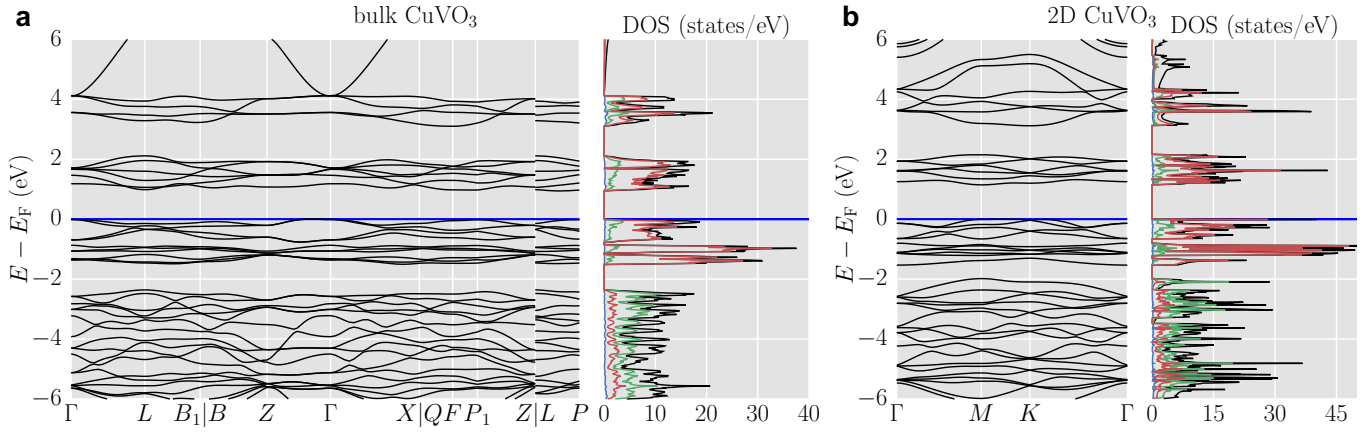 a bulk CuVO₃ DOS (states/eV) b 2D CuVO₃ DOS (states/eV)
6 6
4 4
2 2
0 0
−2 −2
−4 −4
−6 −6
E − E_F (eV) E − E_F (eV)
Γ L B₁|B Z Γ X|QF P₁ Z|L P 0 10 20 30 40 Γ M K Γ 0 15 30 45